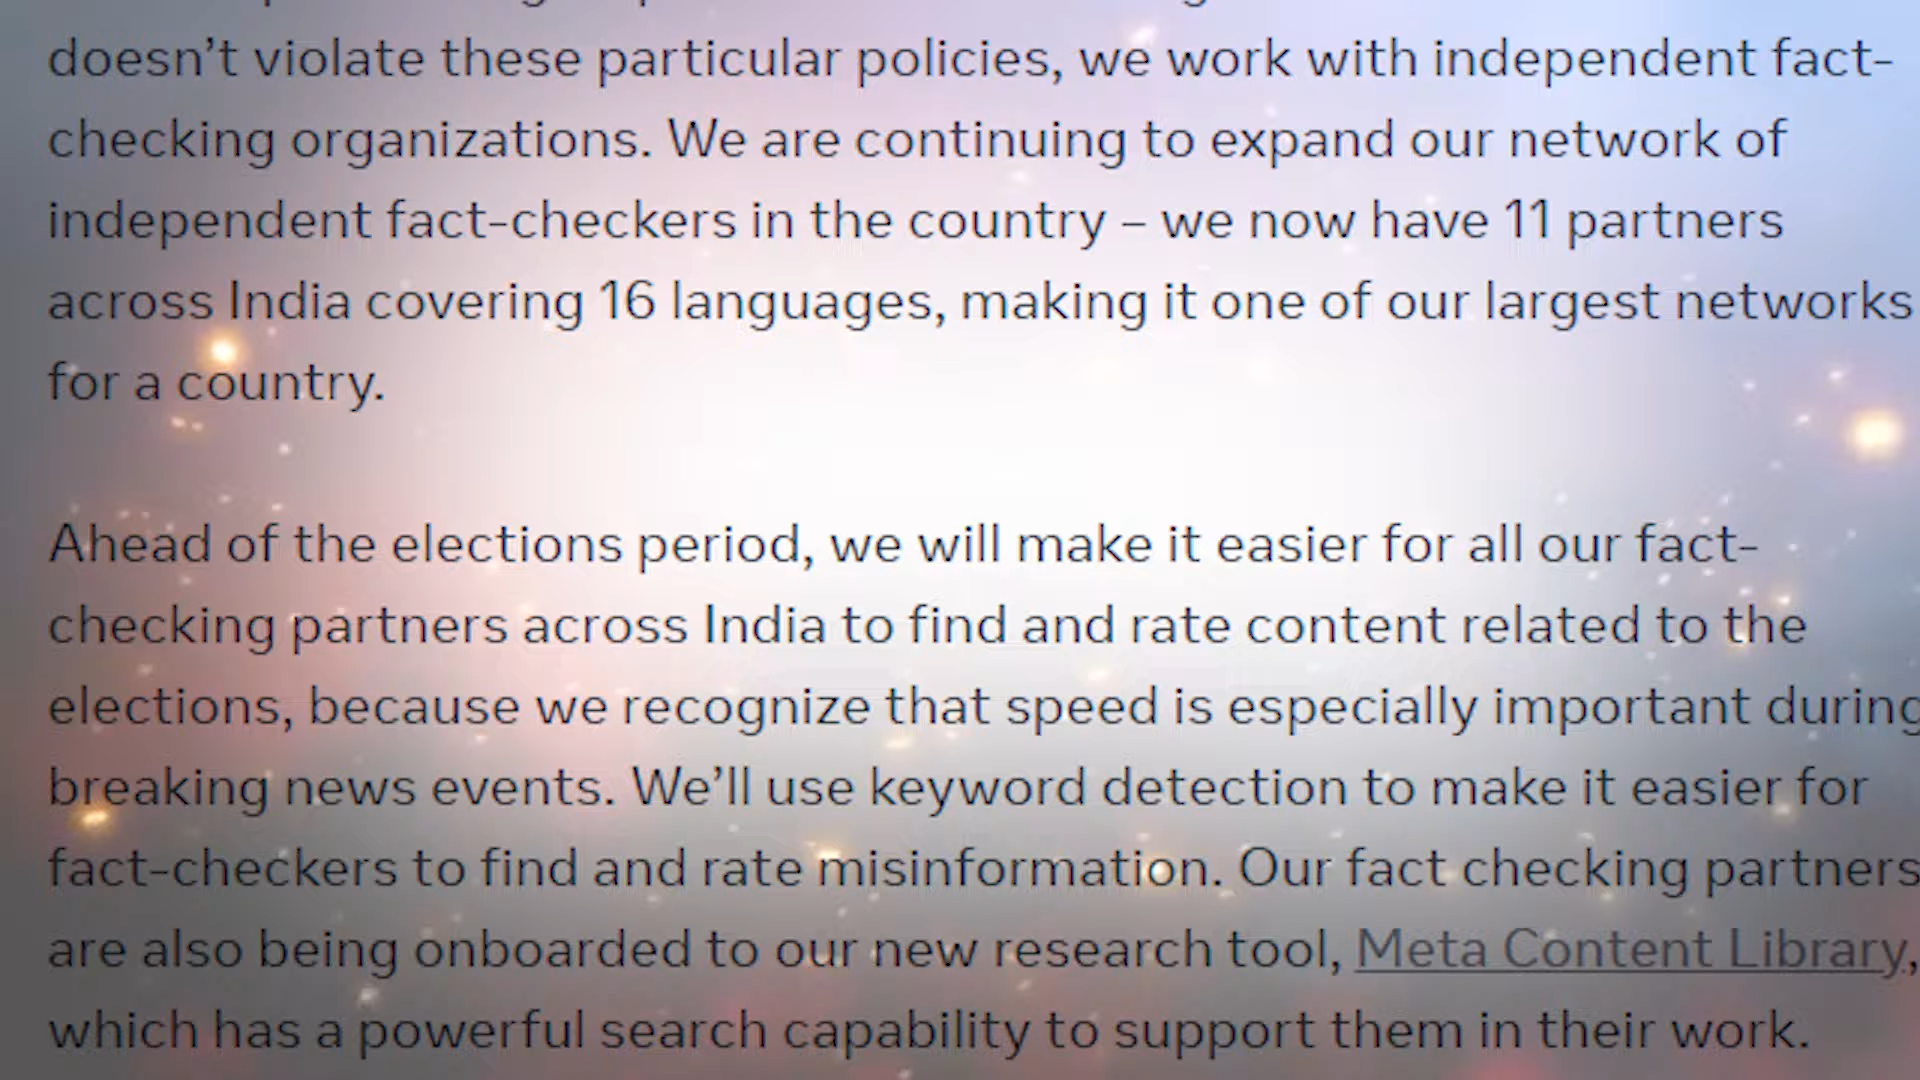 doesn’t violate these particular policies, we work with independent fact-
checking organizations. We are continuing to expand our network of
independent fact-checkers in the country – we now have 11 partners
across India covering 16 languages, making it one of our largest networks
for a country.
Ahead of the elections period, we will make it easier for all our fact-
checking partners across India to find and rate content related to the
elections, because we recognize that speed is especially important during
breaking news events. We’ll use keyword detection to make it easier for
fact-checkers to find and rate misinformation. Our fact checking partners
are also being onboarded to our new research tool, Meta Content Library,
which has a powerful search capability to support them in their work.